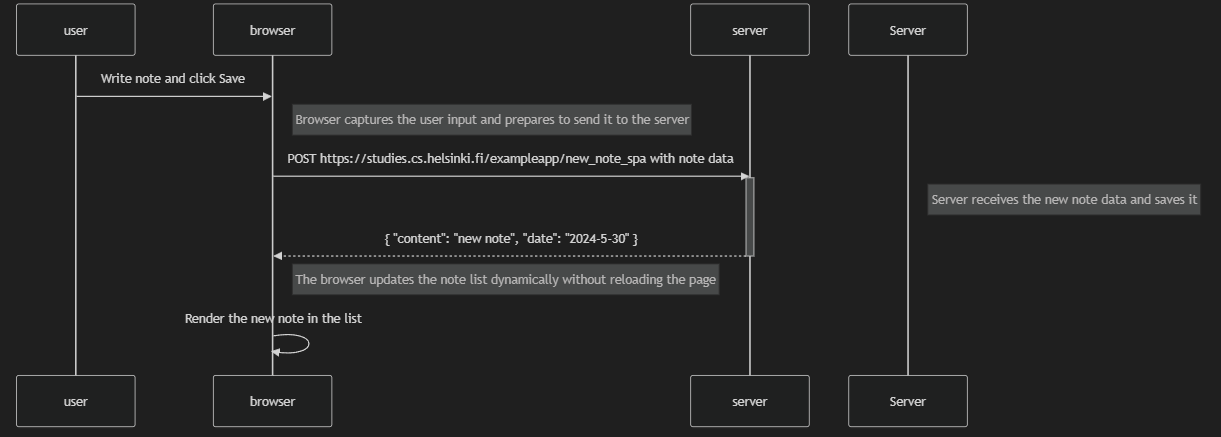 user
browser
server
Server
Write note and click Save
Browser captures the user input and prepares to send it to the server
POST https://studies.cs.helsinki.fi/exampleapp/new_note_spa with note data
Server receives the new note data and saves it
{ "content": "new note", "date": "2024-5-30" }
The browser updates the note list dynamically without reloading the page
Render the new note in the list
user
browser
server
Server